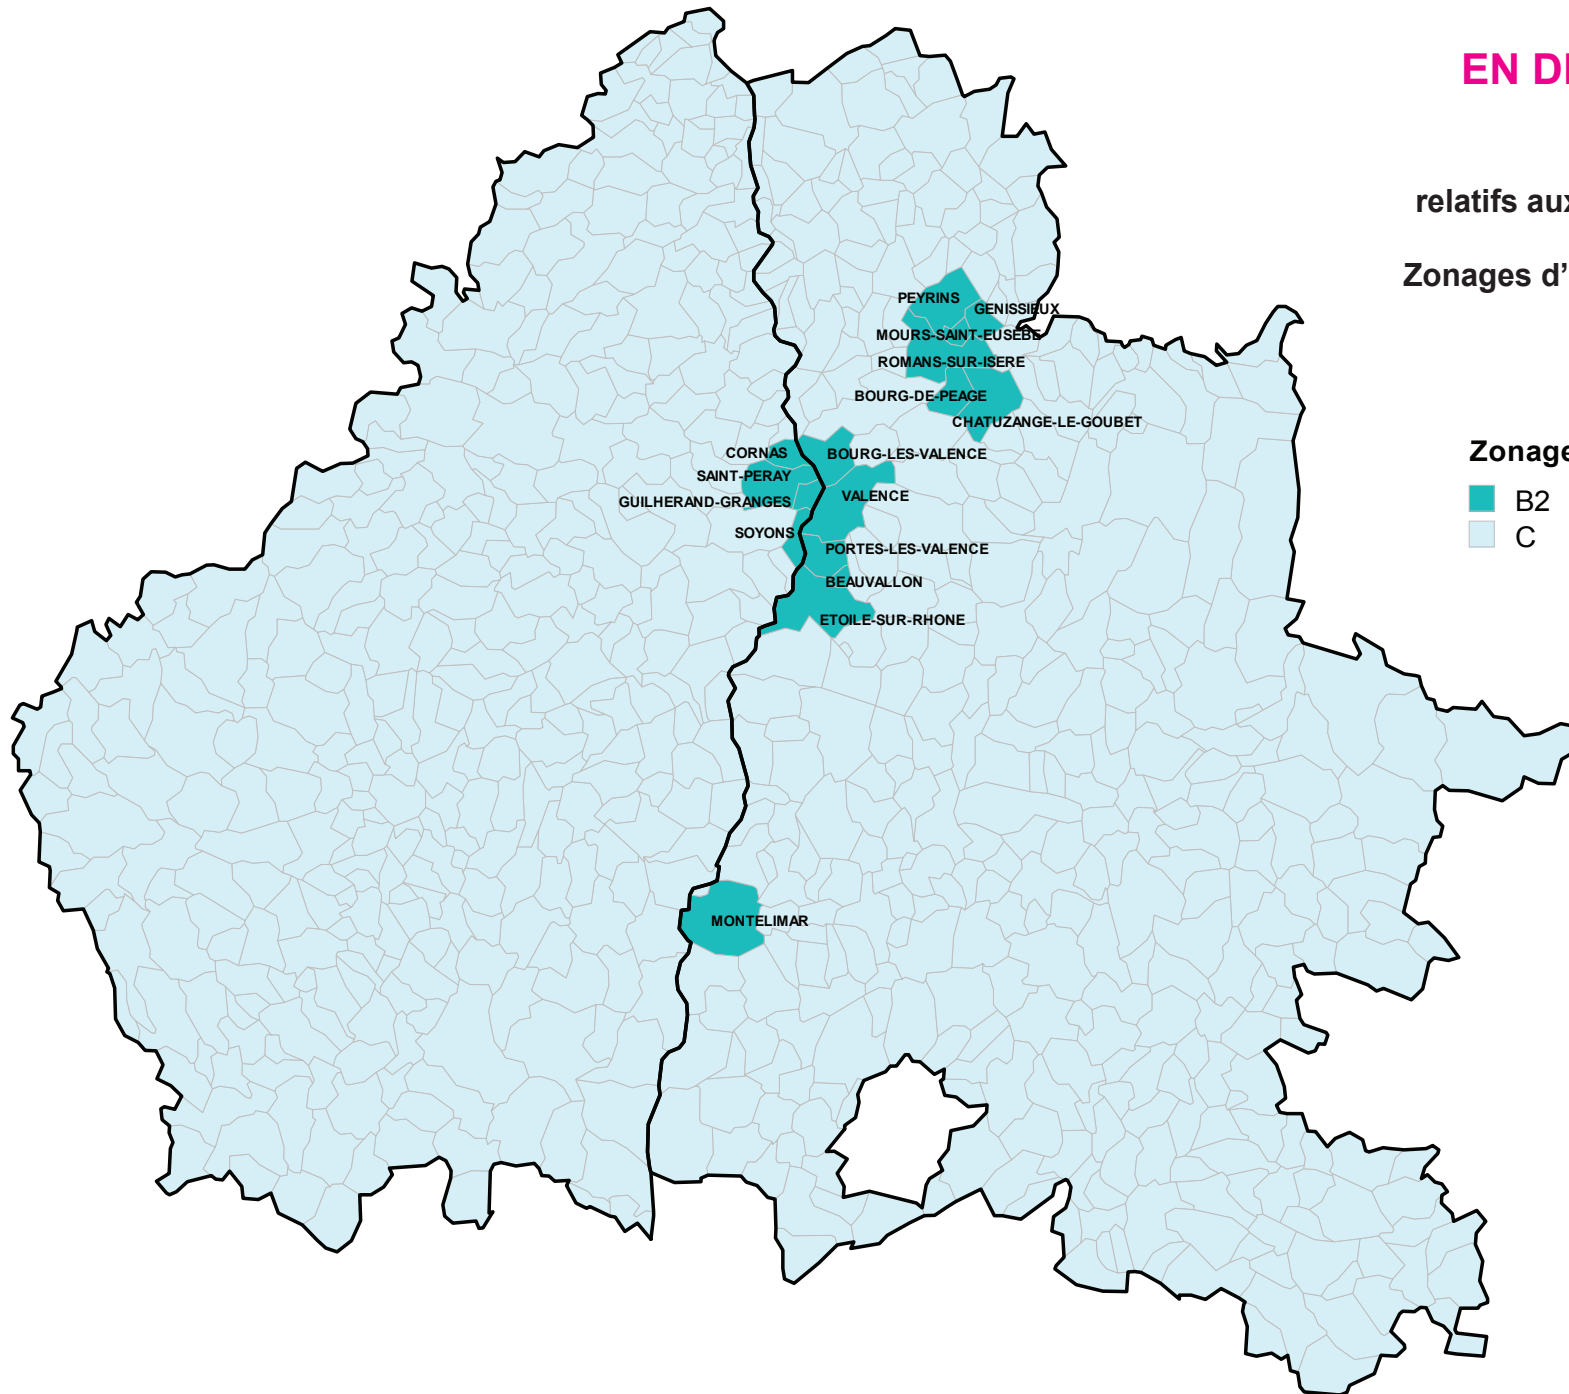 EN D
relatifs aux
Zonages d'
PEYRINS
GENISSIEUX
MOURS-SAINT-EUSEBE
ROMANS-SUR-ISERE
BOURG-DE-PEAGE
CHATUZANGE-LE-GOUBET
CORNAS
BOURG-LES-VALENCE
SAINT-PERAY
VALENCE
GUILHERAND-GRANGES
SOYONS
PORTES-LES-VALENCE
BEAUVALLON
ETOILE-SUR-RHONE
MONTELIMAR
Zonage
B2
C